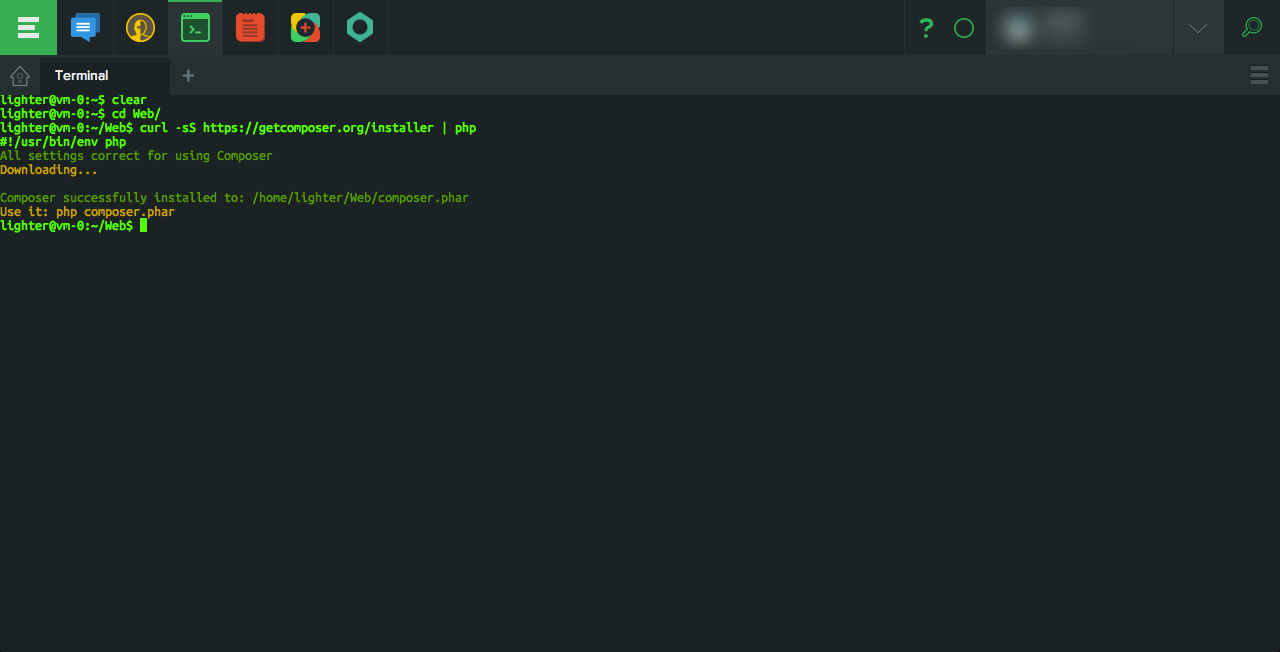 Terminal
lighter@vm-0:~$ clear
lighter@vm-0:~$ cd Web/
lighter@vm-0:~/Web$ curl -sS https://getcomposer.org/installer | php
#!/usr/bin/env php
All settings correct for using Composer
Downloading...
Composer successfully installed to: /home/lighter/Web/composer.phar
Use it: php composer.phar
lighter@vm-0:~/Web$